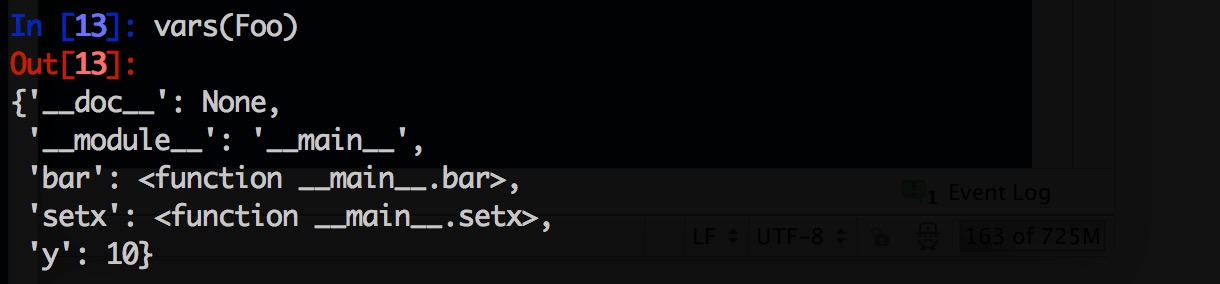 In [13]: vars(Foo)
Out[13]:
{'__doc__': None,
 '__module__': '__main__',
 'bar': <function __main__.bar>,
 'setx': <function __main__.setx>,
 'y': 10}
1 Event Log
LF UTF-8 163 of 725M